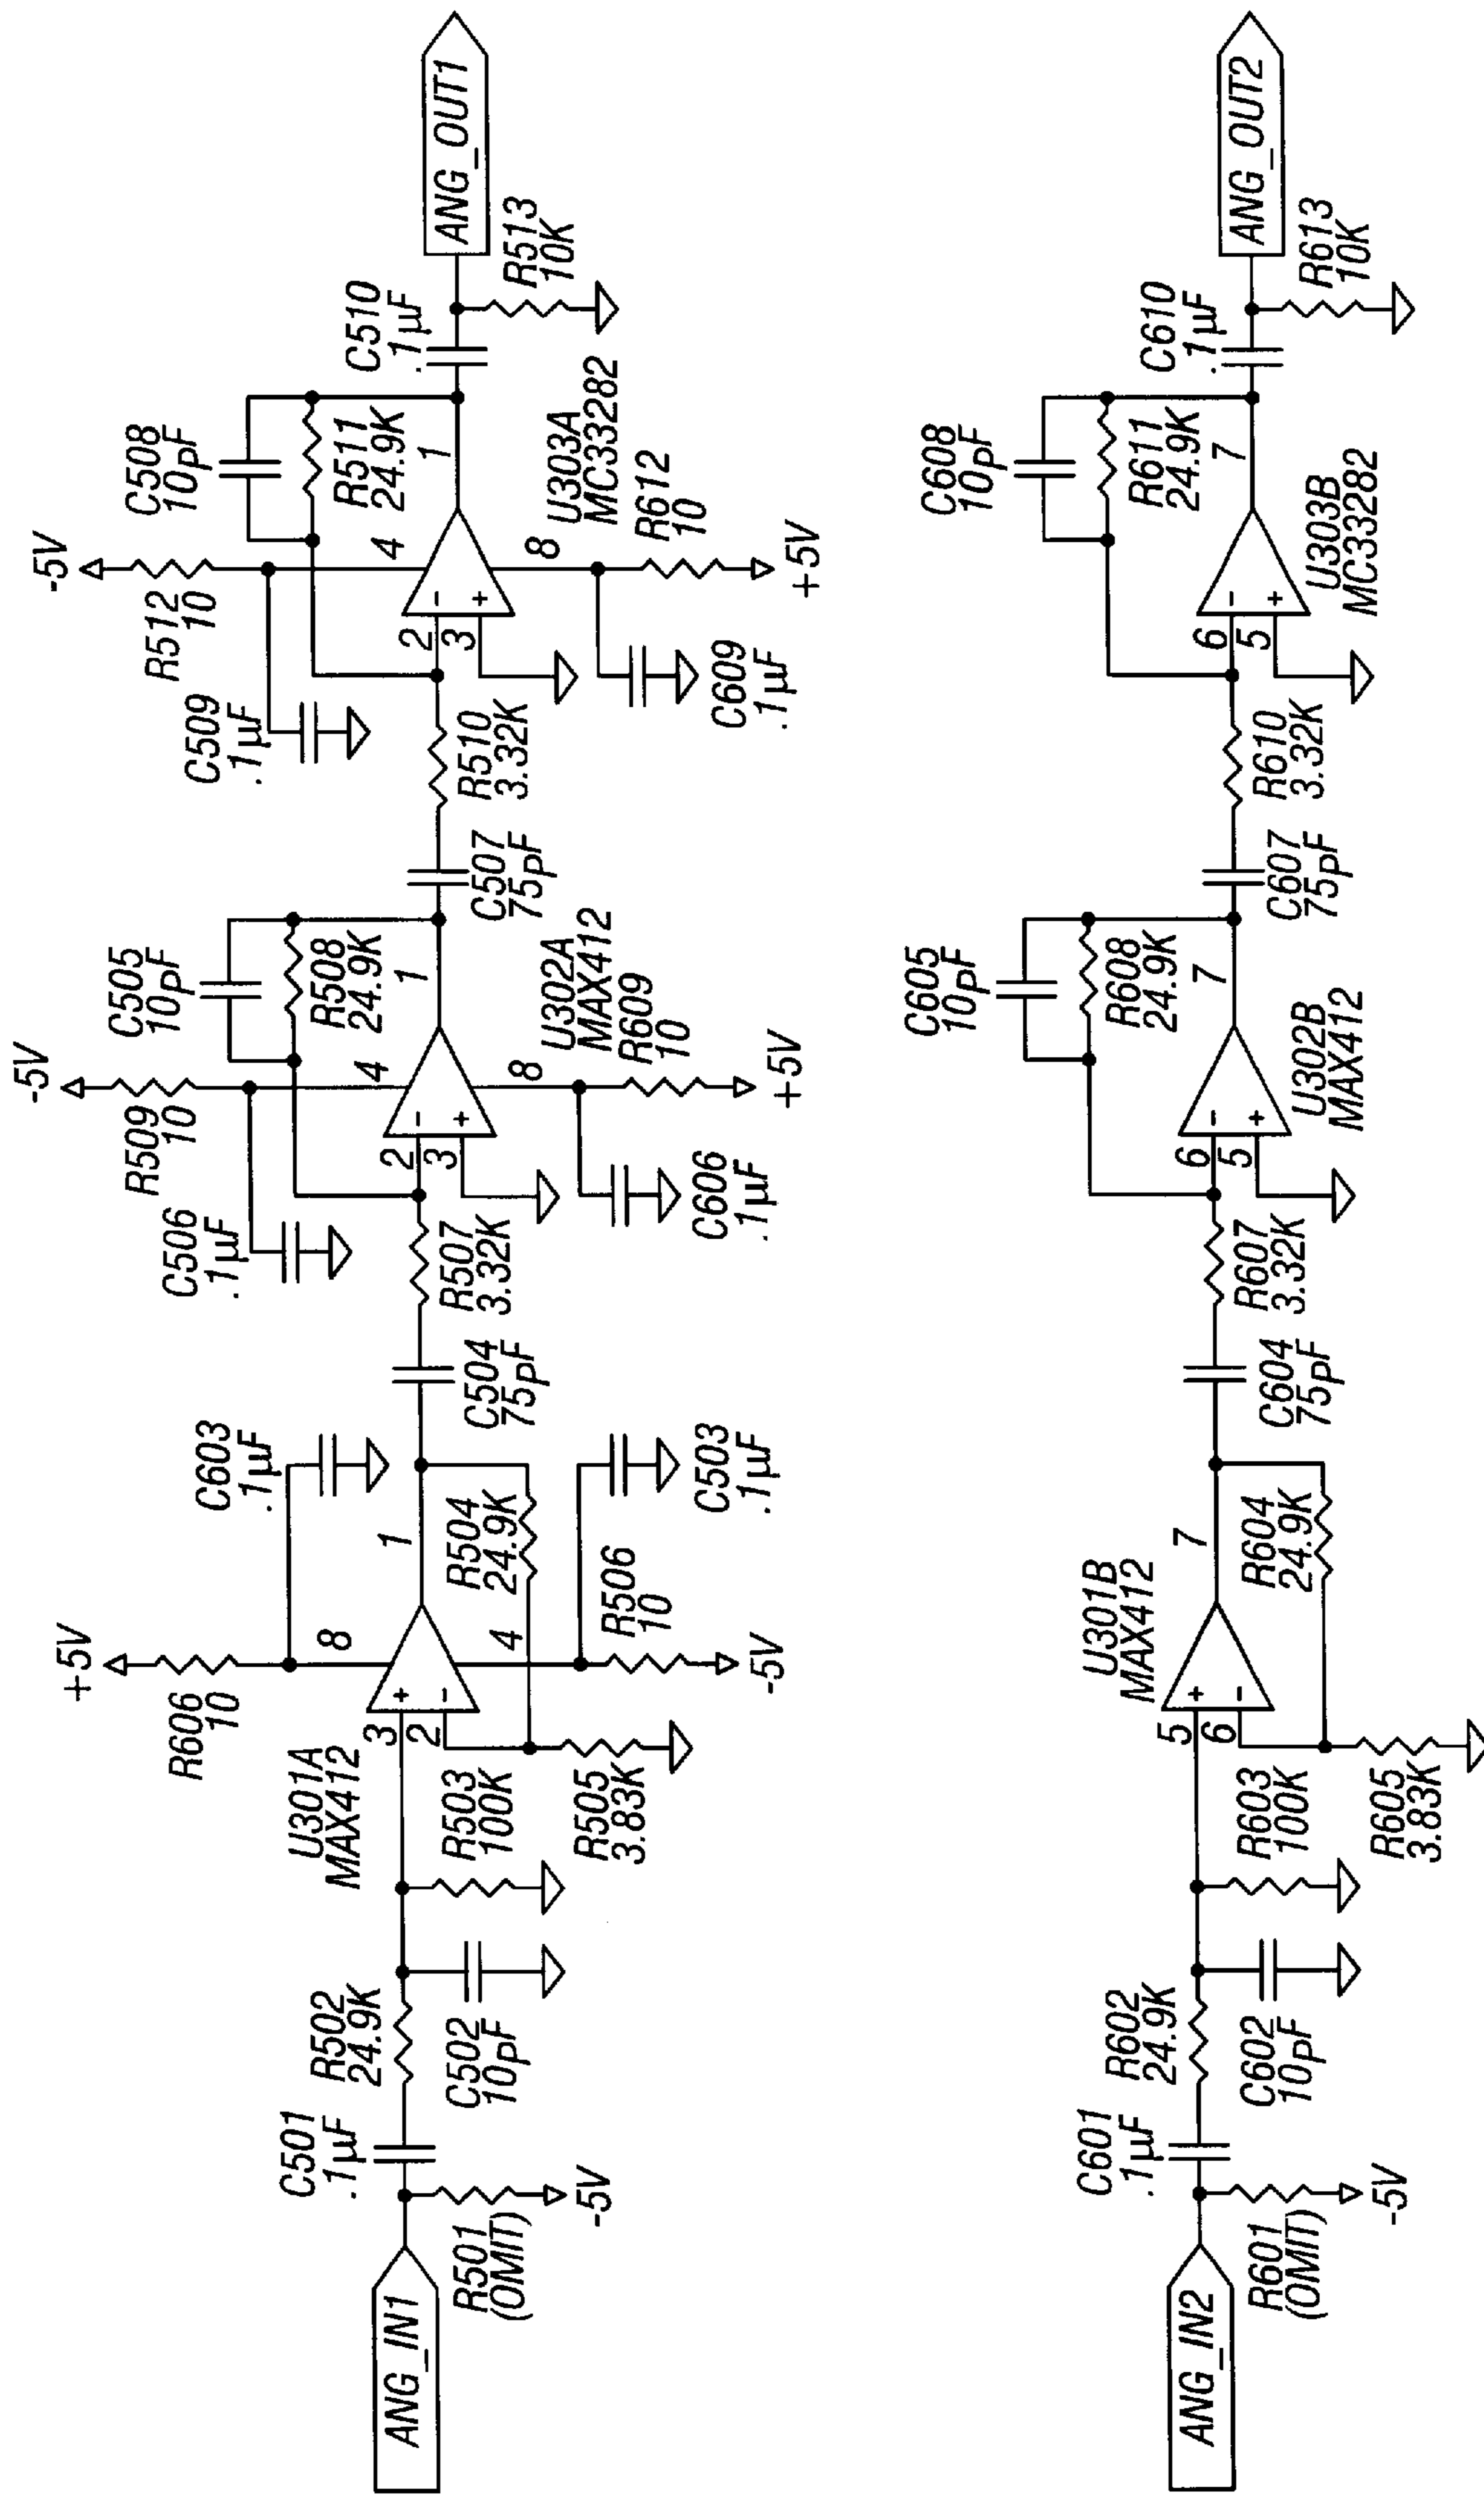 ANG_IN1
R501
(OMIT)
-5V
C501
.1µF
R502
24.9K
C502
10pF
R503
100K
U301A
MAX412
3
2
+
-
8
4
1
R606
10
+5V
C603
.1µF
R504
24.9K
R505
3.83K
R506
10
-5V
C503
.1µF
C504
75pF
R507
3.32K
C506
.1µF
R509
10
-5V
C505
10pF
R508
24.9K
2
3
-
+
4
8
1
U302A
MAX412
R609
10
+5V
C606
.1µF
C507
75pF
R510
3.32K
C509
.1µF
R512
10
-5V
C508
10pF
R511
24.9K
2
3
-
+
4
8
1
U303A
MC33282
R612
10
+5V
C609
.1µF
C510
.1µF
R513
10K
ANG_OUT1
ANG_IN2
R601
(OMIT)
-5V
C601
.1µF
R602
24.9K
C602
10pF
R603
100K
R605
3.83K
5
6
+
-
U301B
MAX412
7
R604
24.9K
C604
75pF
R607
3.32K
C605
10pF
R608
24.9K
6
5
-
+
7
U302B
MAX412
C607
75pF
R610
3.32K
C608
10pF
R611
24.9K
6
5
-
+
7
U303B
MC33282
C610
.1µF
R613
10K
ANG_OUT2